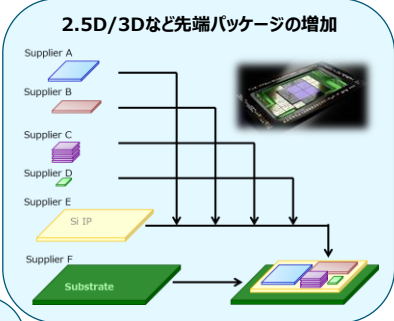 2.5D/3Dなど先端パッケージの増加
Supplier A
Supplier B
Supplier C
Supplier D
Supplier E
Si IP
Supplier F
Substrate